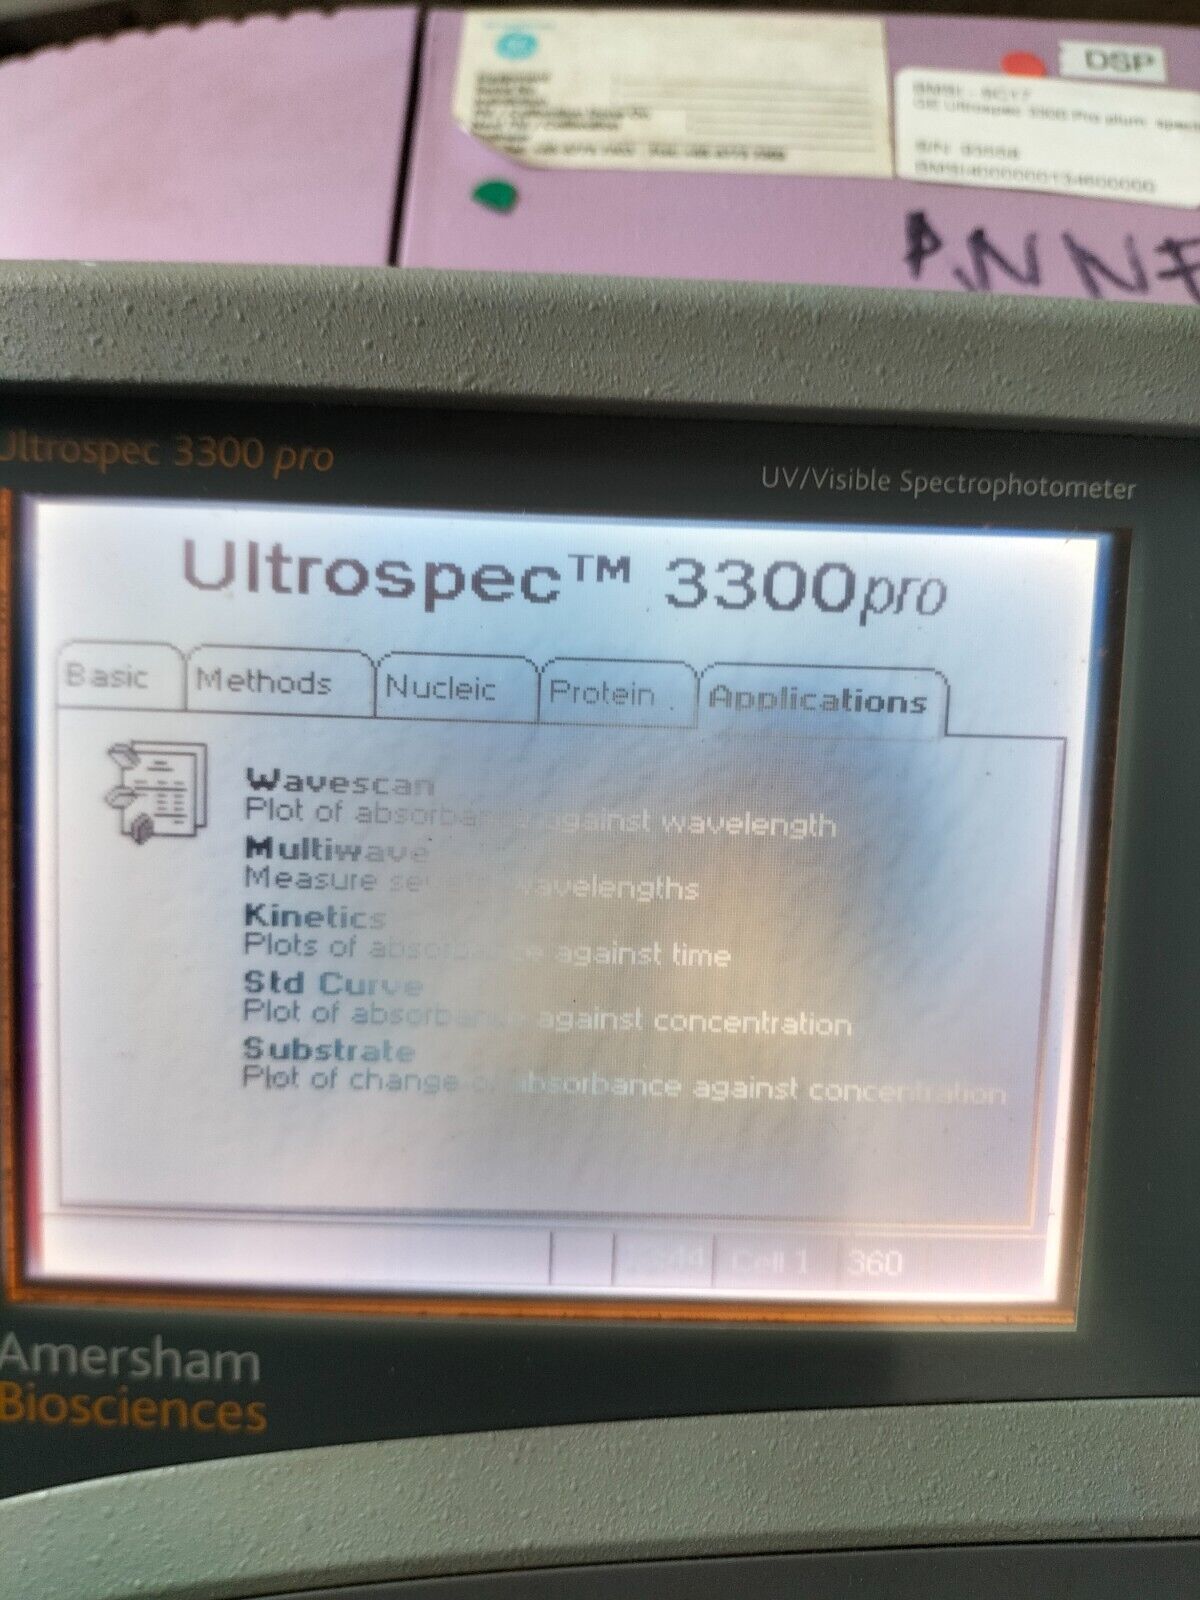 DSP
S/N 83558
ANNE
Ultrospec 3300 pro
UV/Visible Spectrophotometer
Ultrospec™ 3300pro
Basic Methods Nucleic Protein Applications
Wavescan
Plot of absorbance against wavelength
Multiwave
Measure several wavelengths
Kinetics
Plots of absorbance against time
Std Curve
Plot of absorbance against concentration
Substrate
Plot of change of absorbance against concentration
Cell 1 360
Amersham
Biosciences